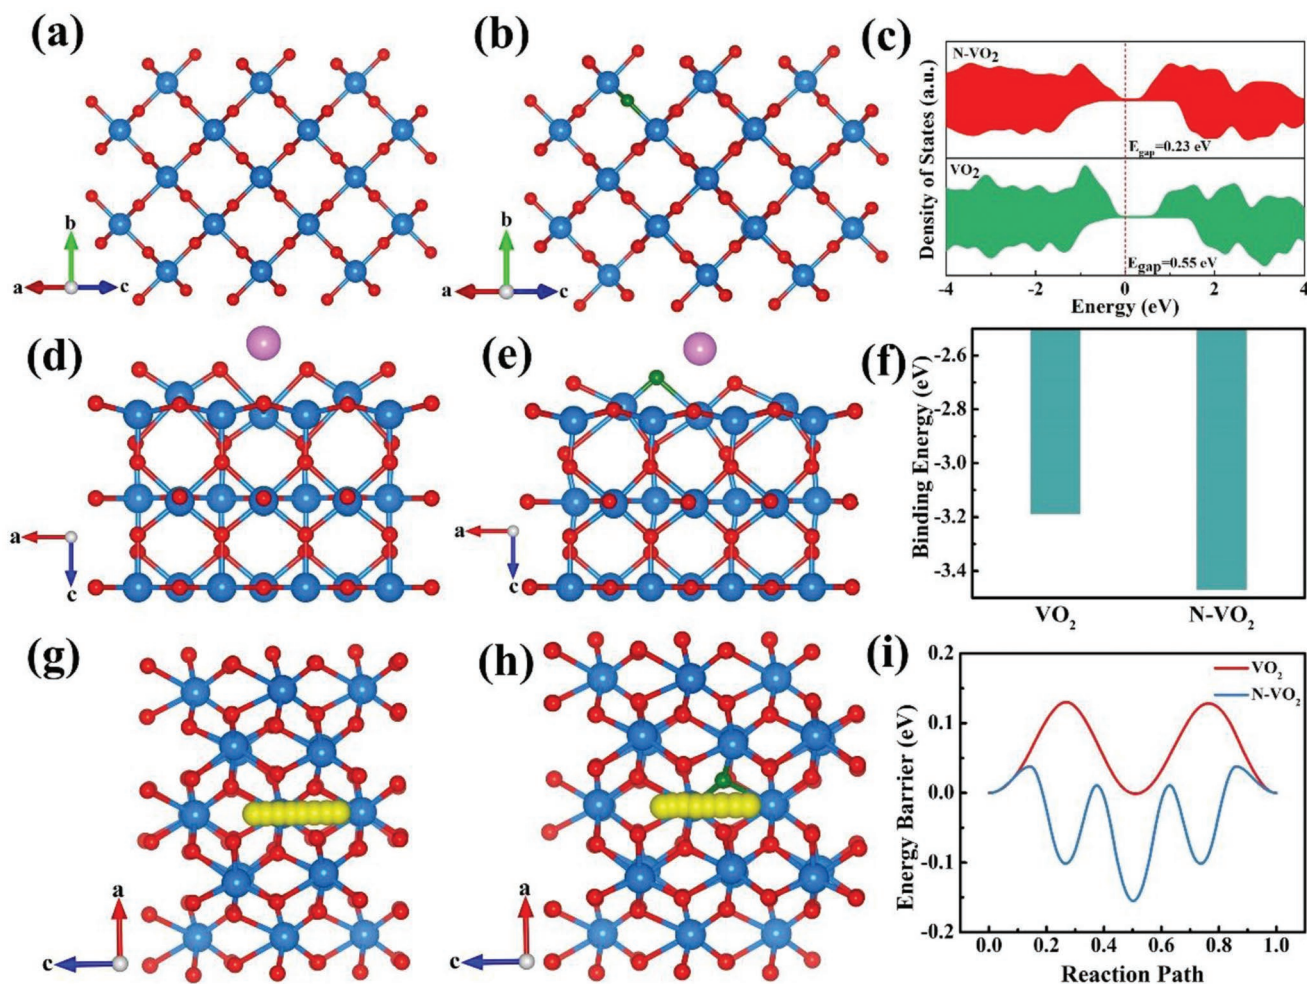 (a)
b
a
c
(b)
b
a
c
(c)
N-VO2
Egap=0.23 eV
VO2
Egap=0.55 eV
Density of States (a.u.)
-4
-2
0
2
4
Energy (eV)
(d)
a
c
(e)
a
c
(f)
-2.6
-2.8
-3.0
-3.2
-3.4
Binding Energy (eV)
VO2
N-VO2
(g)
a
c
(h)
a
c
(i)
0.2
0.1
0.0
-0.1
-0.2
Energy Barrier (eV)
VO2
N-VO2
0.0
0.2
0.4
0.6
0.8
1.0
Reaction Path